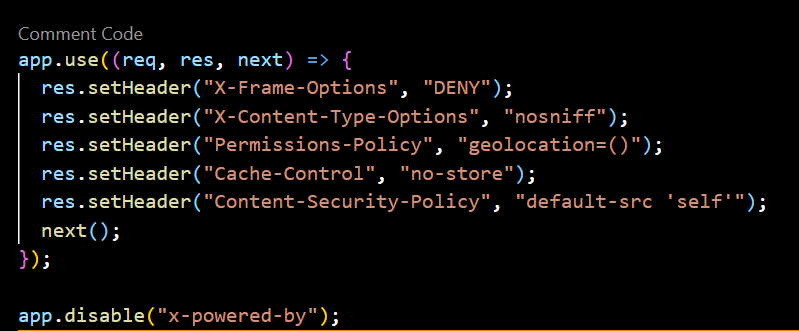 Comment Code
app.use((req, res, next) => {
  res.setHeader("X-Frame-Options", "DENY");
  res.setHeader("X-Content-Type-Options", "nosniff");
  res.setHeader("Permissions-Policy", "geolocation=()");
  res.setHeader("Cache-Control", "no-store");
  res.setHeader("Content-Security-Policy", "default-src 'self'");
  next();
});
app.disable("x-powered-by");